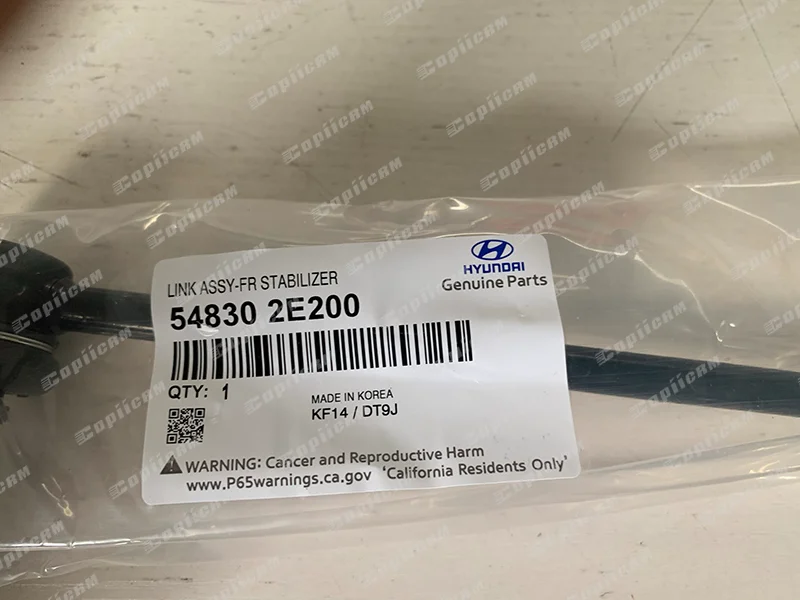 HYUNDAI
Genuine Parts
LINK ASSY-FR STABILIZER
54830 2E200
QTY: 1
MADE IN KOREA
KF14 / DT9J
WARNING: Cancer and Reproductive Harm
www.P65warnings.ca.gov 'California Residents Only'
Copiicam